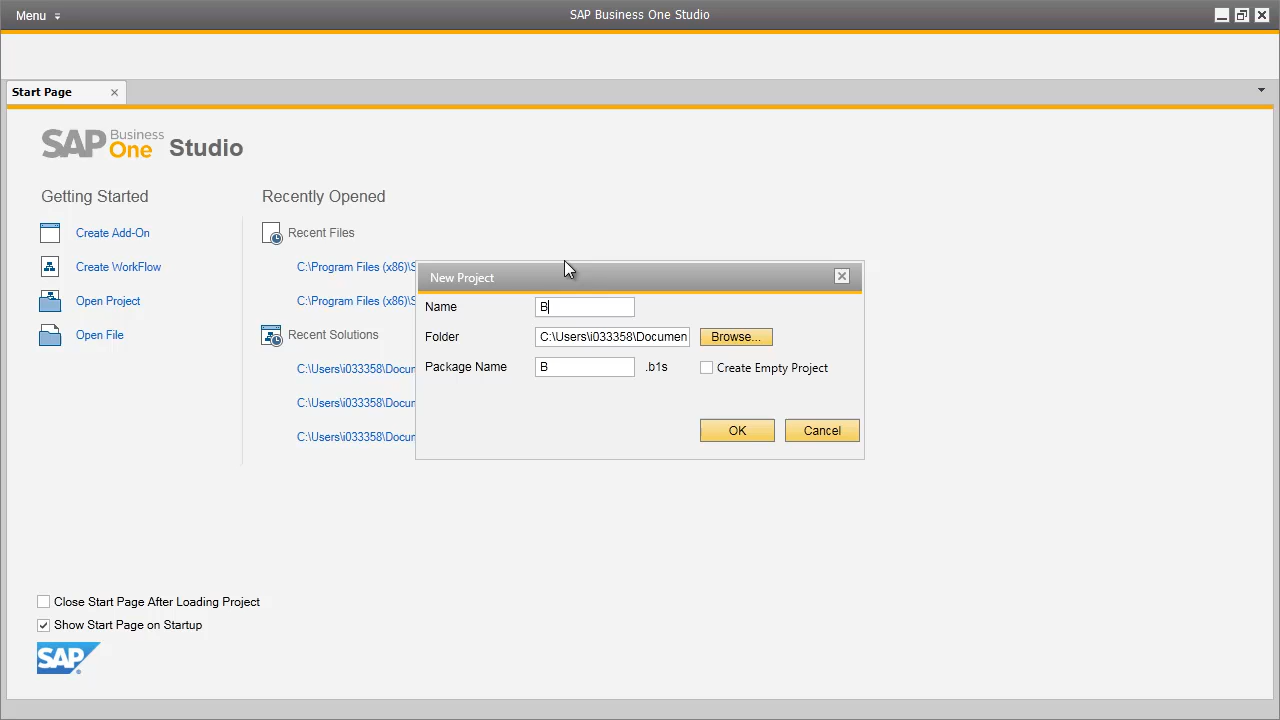 Menu
SAP Business One Studio
Start Page
SAP Business One Studio
Getting Started
Create Add-On
Create WorkFlow
Open Project
Open File
Recently Opened
Recent Files
C:\Program Files (x86)\S
C:\Program Files (x86)\S
Recent Solutions
C:\Users\i033358\Docum
C:\Users\i033358\Docum
C:\Users\i033358\Docum
New Project
Name B
Folder C:\Users\i033358\Documen Browse...
Package Name B .b1s Create Empty Project
OK Cancel
Close Start Page After Loading Project
Show Start Page on Startup
SAP